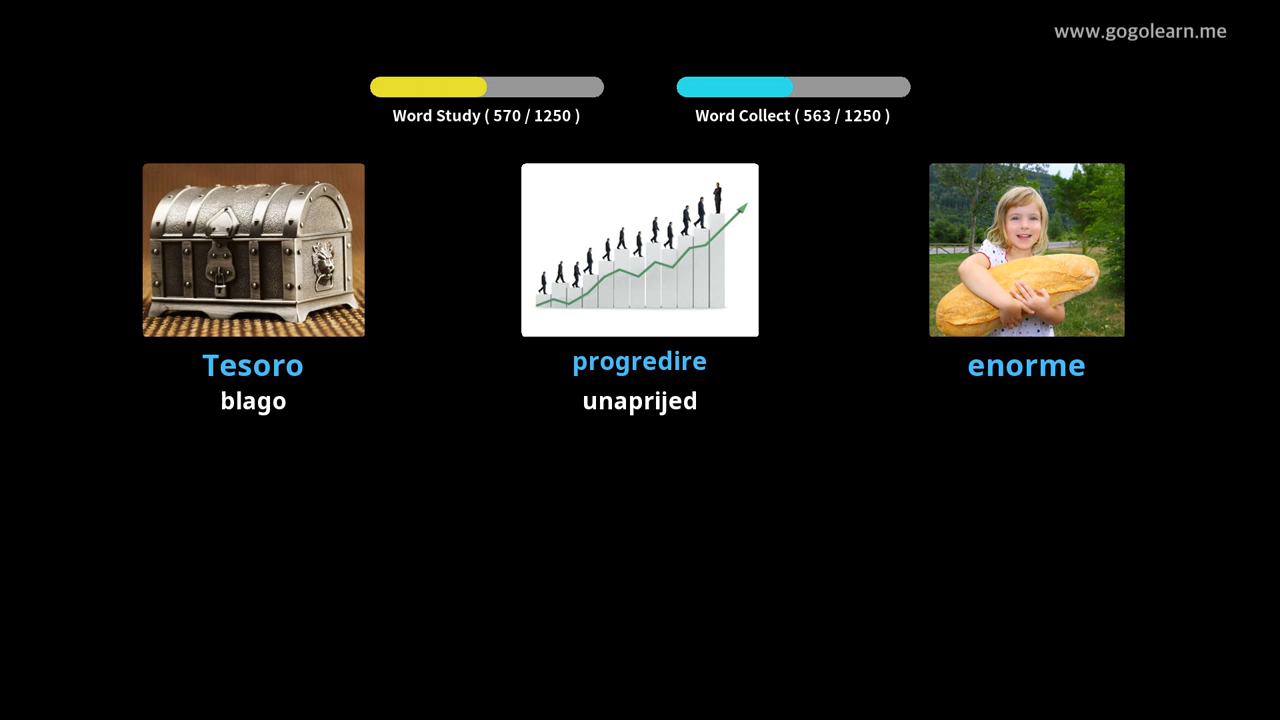 www.gogolearn.me
Word Study ( 570 / 1250 )
Word Collect ( 563 / 1250 )
Tesoro
blago
progredire
unaprijed
enorme